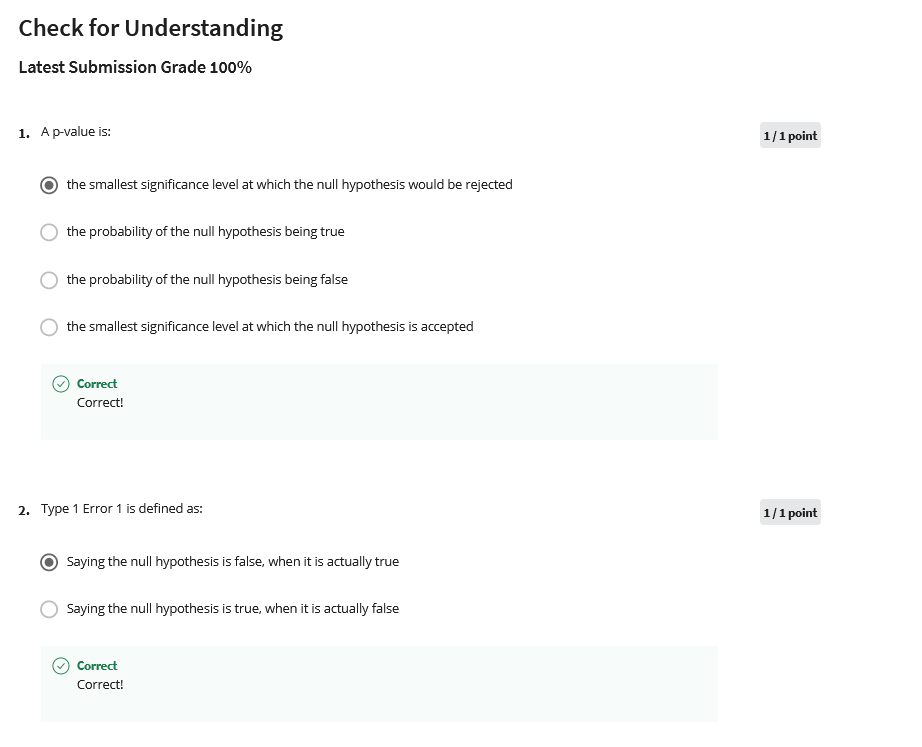 Check for Understanding
Latest Submission Grade 100%
1. A p-value is:
1 / 1 point
the smallest significance level at which the null hypothesis would be rejected
the probability of the null hypothesis being true
the probability of the null hypothesis being false
the smallest significance level at which the null hypothesis is accepted
Correct
Correct!
2. Type 1 Error 1 is defined as:
1 / 1 point
Saying the null hypothesis is false, when it is actually true
Saying the null hypothesis is true, when it is actually false
Correct
Correct!